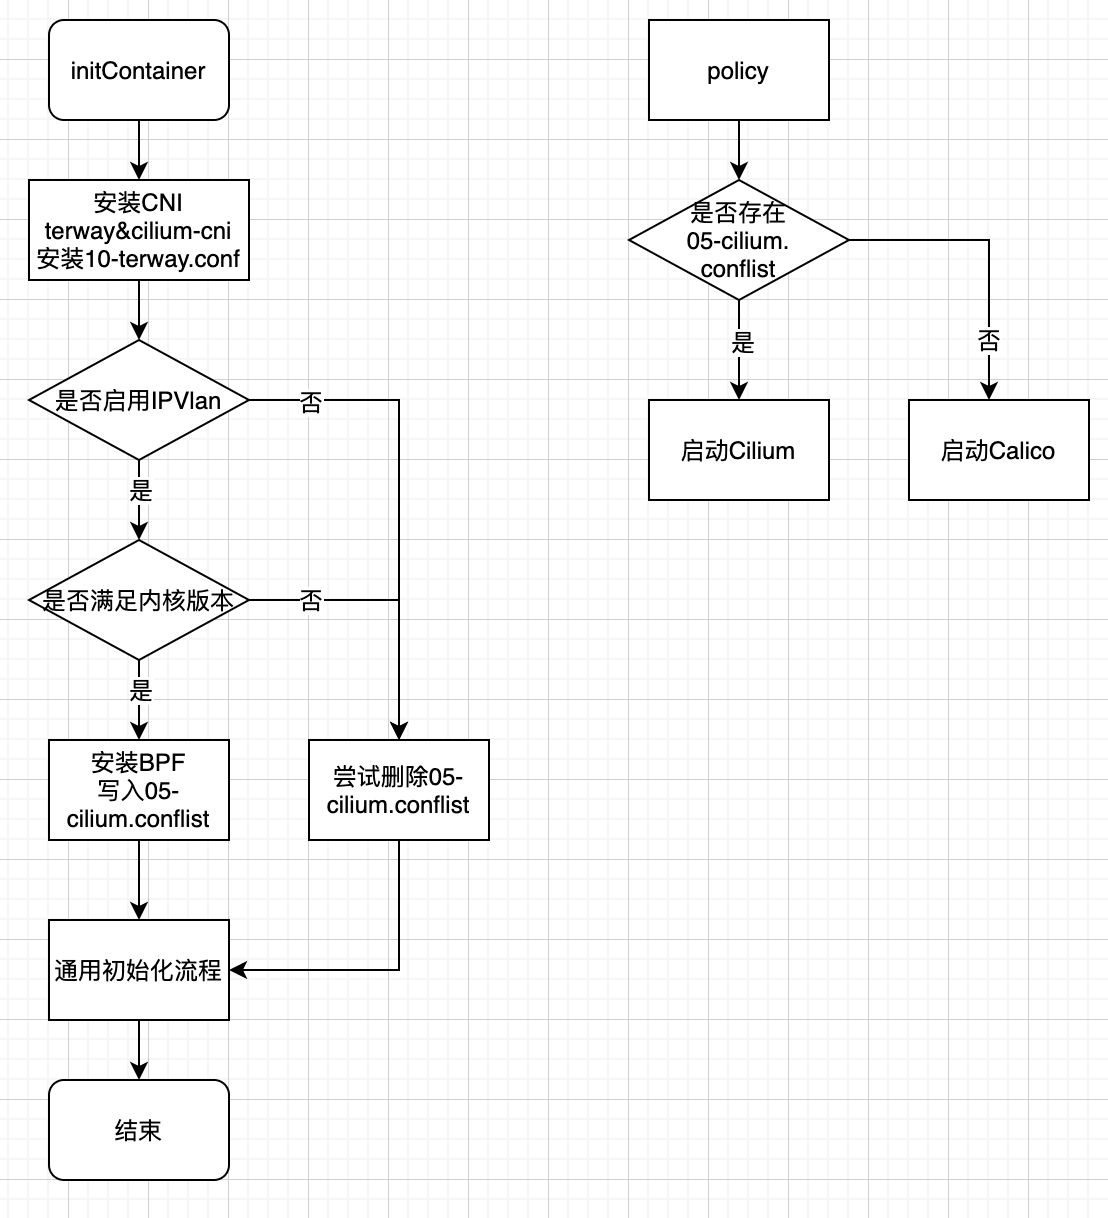 initContainer
安装CNI
terway&cilium-cni
安装10-terway.conf
是否启用IPVlan
否
是
是否满足内核版本
否
是
安装BPF
写入05-
cilium.conflist
尝试删除05-
cilium.conflist
通用初始化流程
结束
policy
是否存在
05-cilium.
conflist
是
否
启动Cilium
启动Calico